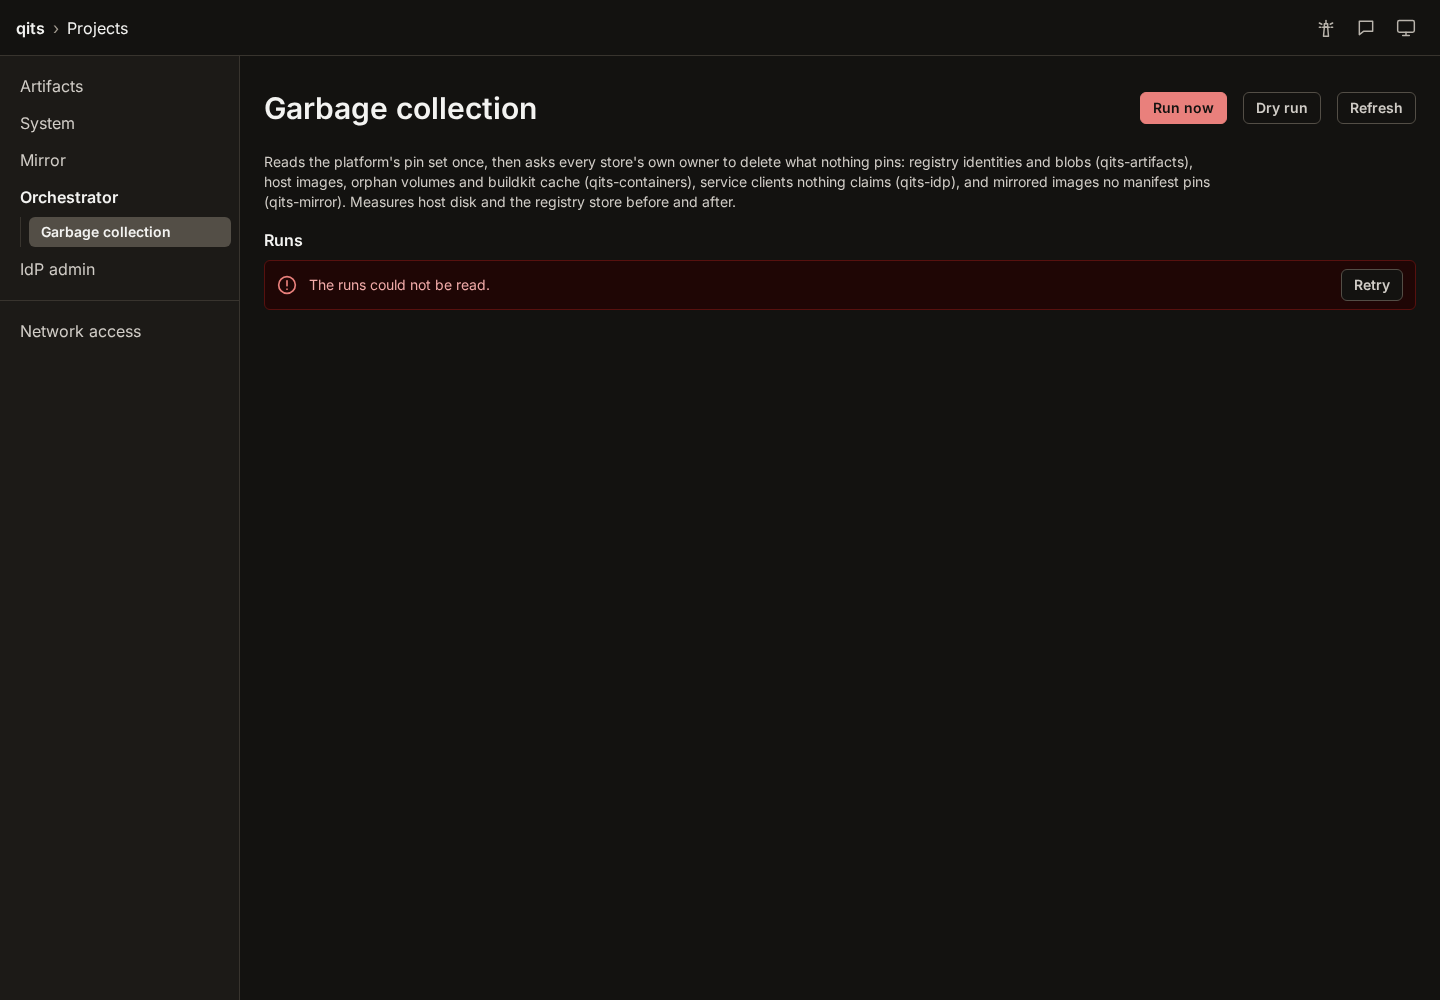 qits › Projects
Artifacts
System
Mirror
Orchestrator
Garbage collection
IdP admin
Network access
Garbage collection
Run now
Dry run
Refresh
Reads the platform's pin set once, then asks every store's own owner to delete what nothing pins: registry identities and blobs (qits-artifacts),
host images, orphan volumes and buildkit cache (qits-containers), service clients nothing claims (qits-idp), and mirrored images no manifest pins
(qits-mirror). Measures host disk and the registry store before and after.
Runs
The runs could not be read.
Retry